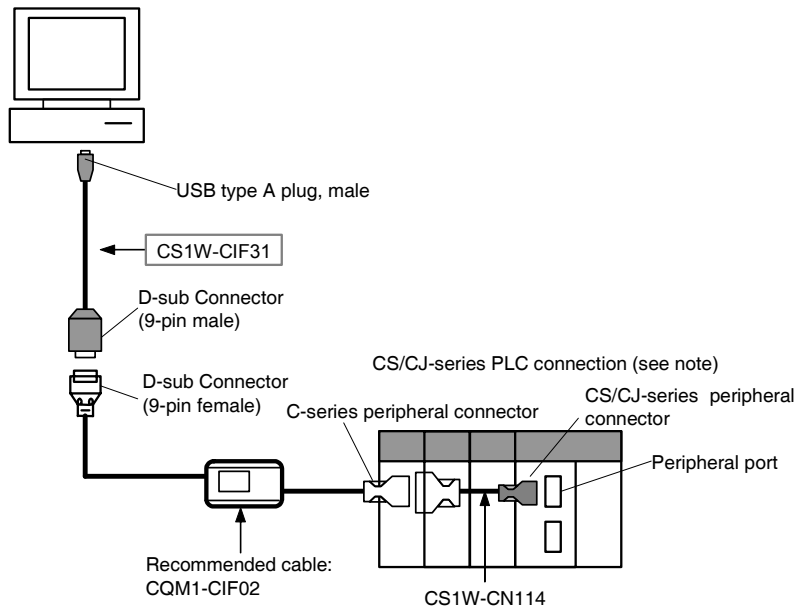 USB type A plug, male
CS1W-CIF31
D-sub Connector
(9-pin male)
D-sub Connector
(9-pin female)
CS/CJ-series PLC connection (see note)
C-series peripheral connector
CS/CJ-series peripheral
connector
Peripheral port
Recommended cable:
CQM1-CIF02
CS1W-CN114